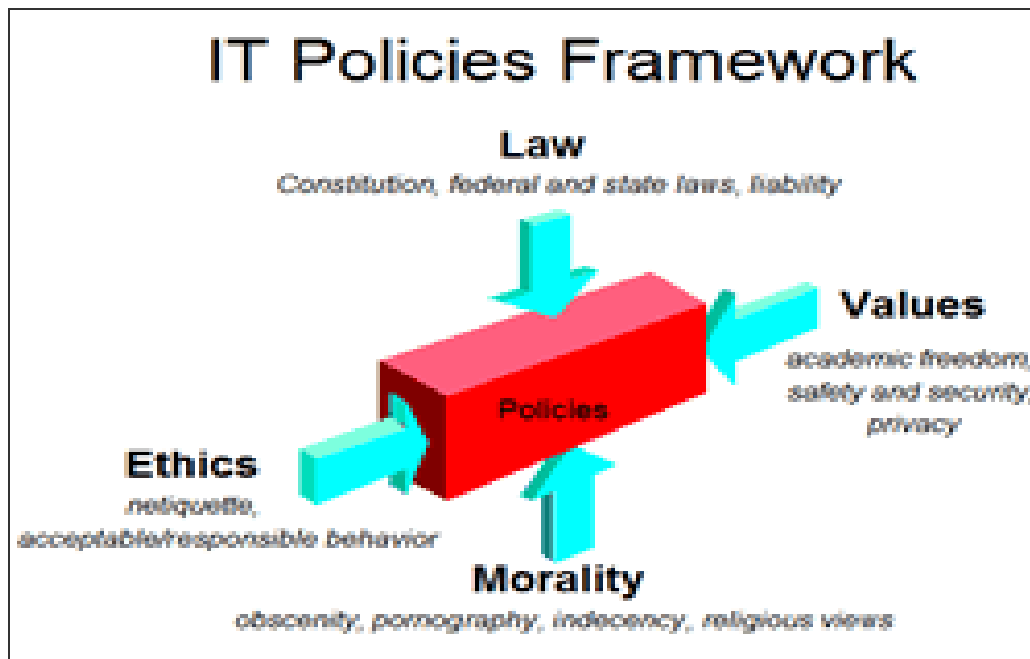 IT Policies Framework
Law
Constitution, federal and state laws, liability
Values
academic freedom,
safety and security,
privacy
Policies
Ethics
netiquette,
acceptable/responsible behavior
Morality
obscenity, pornography, indecency, religious views